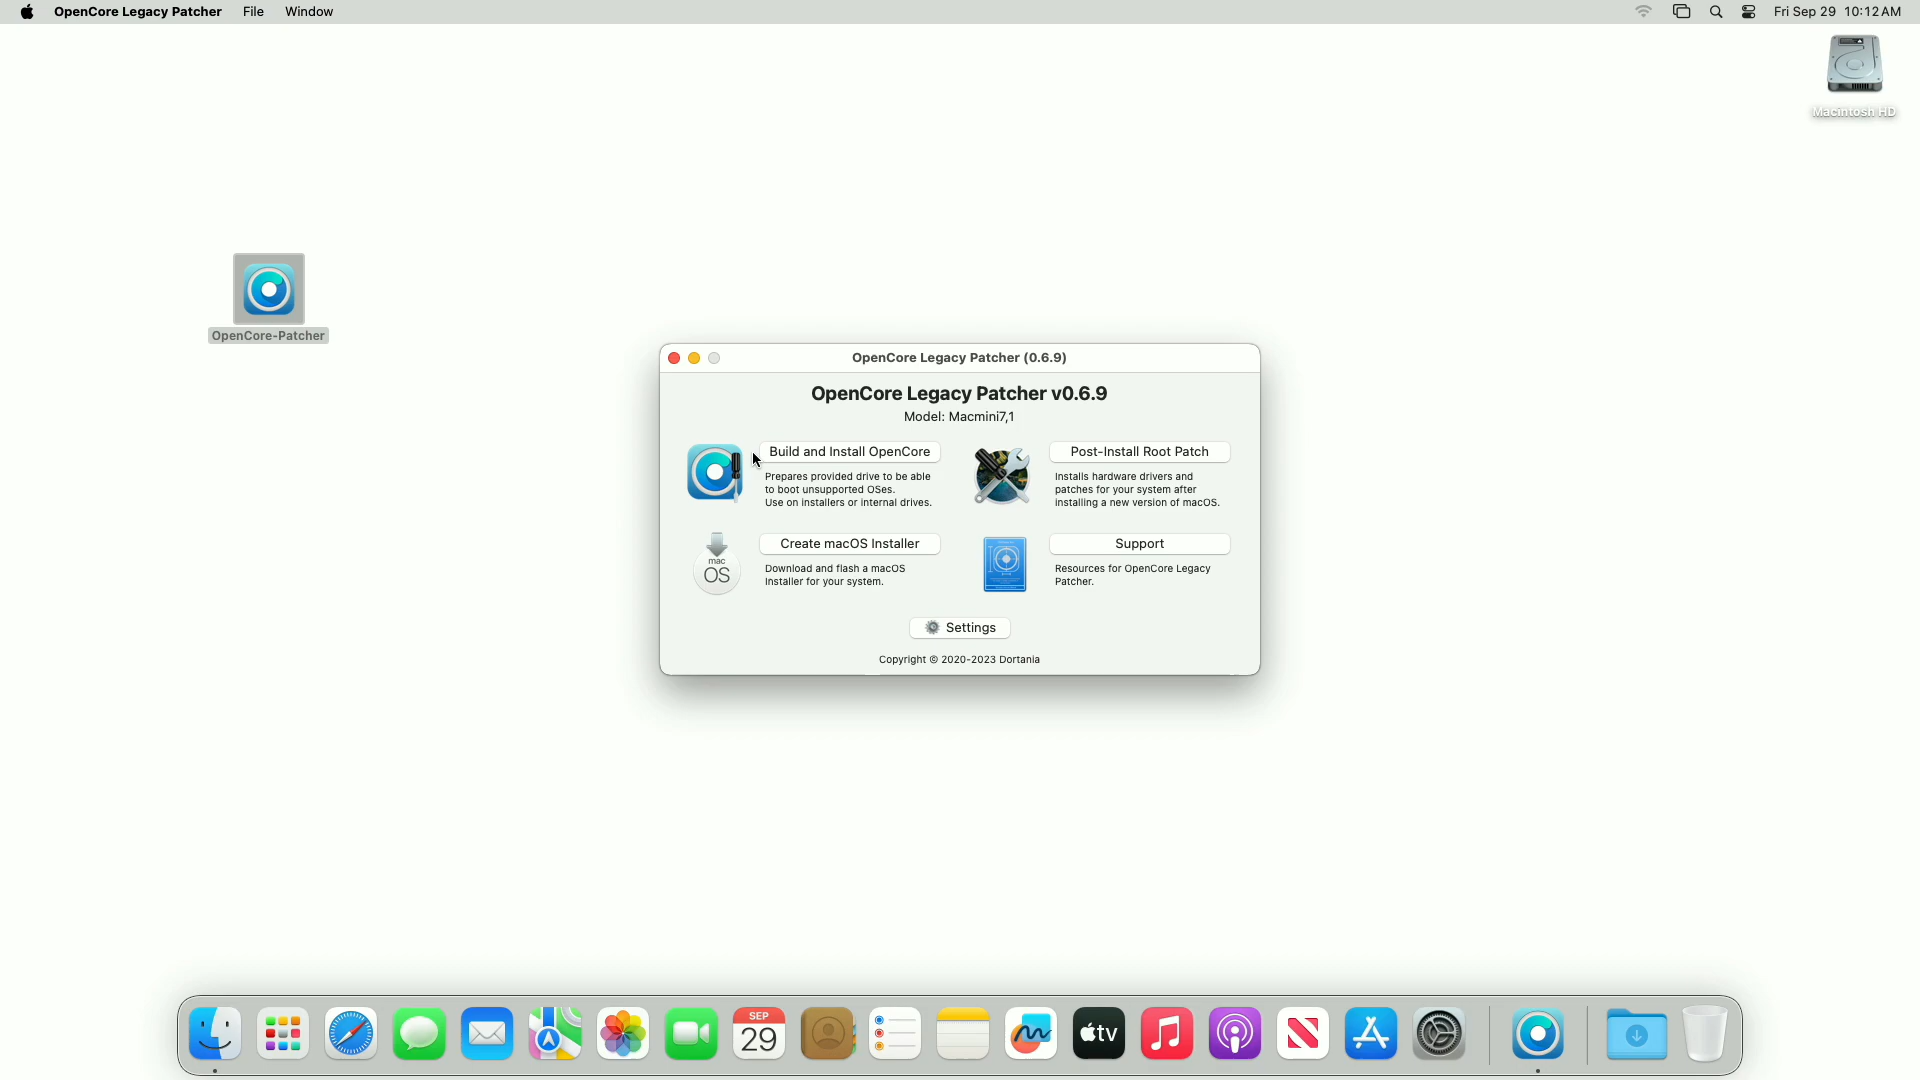 OpenCore Legacy Patcher File Window Fri Sep 29 10:12 AM
Macintosh HD
OpenCore-Patcher
OpenCore Legacy Patcher (0.6.9)
OpenCore Legacy Patcher v0.6.9
Model: Macmini7,1
Build and Install OpenCore
Prepares provided drive to be able
to boot unsupported OSes.
Use on installers or internal drives.
Post-Install Root Patch
Installs hardware drivers and
patches for your system after
installing a new version of macOS.
mac
OS
Create macOS Installer
Download and flash a macOS
Installer for your system.
Support
Resources for OpenCore Legacy
Patcher.
Settings
Copyright © 2020-2023 Dortania
SEP
29
tv